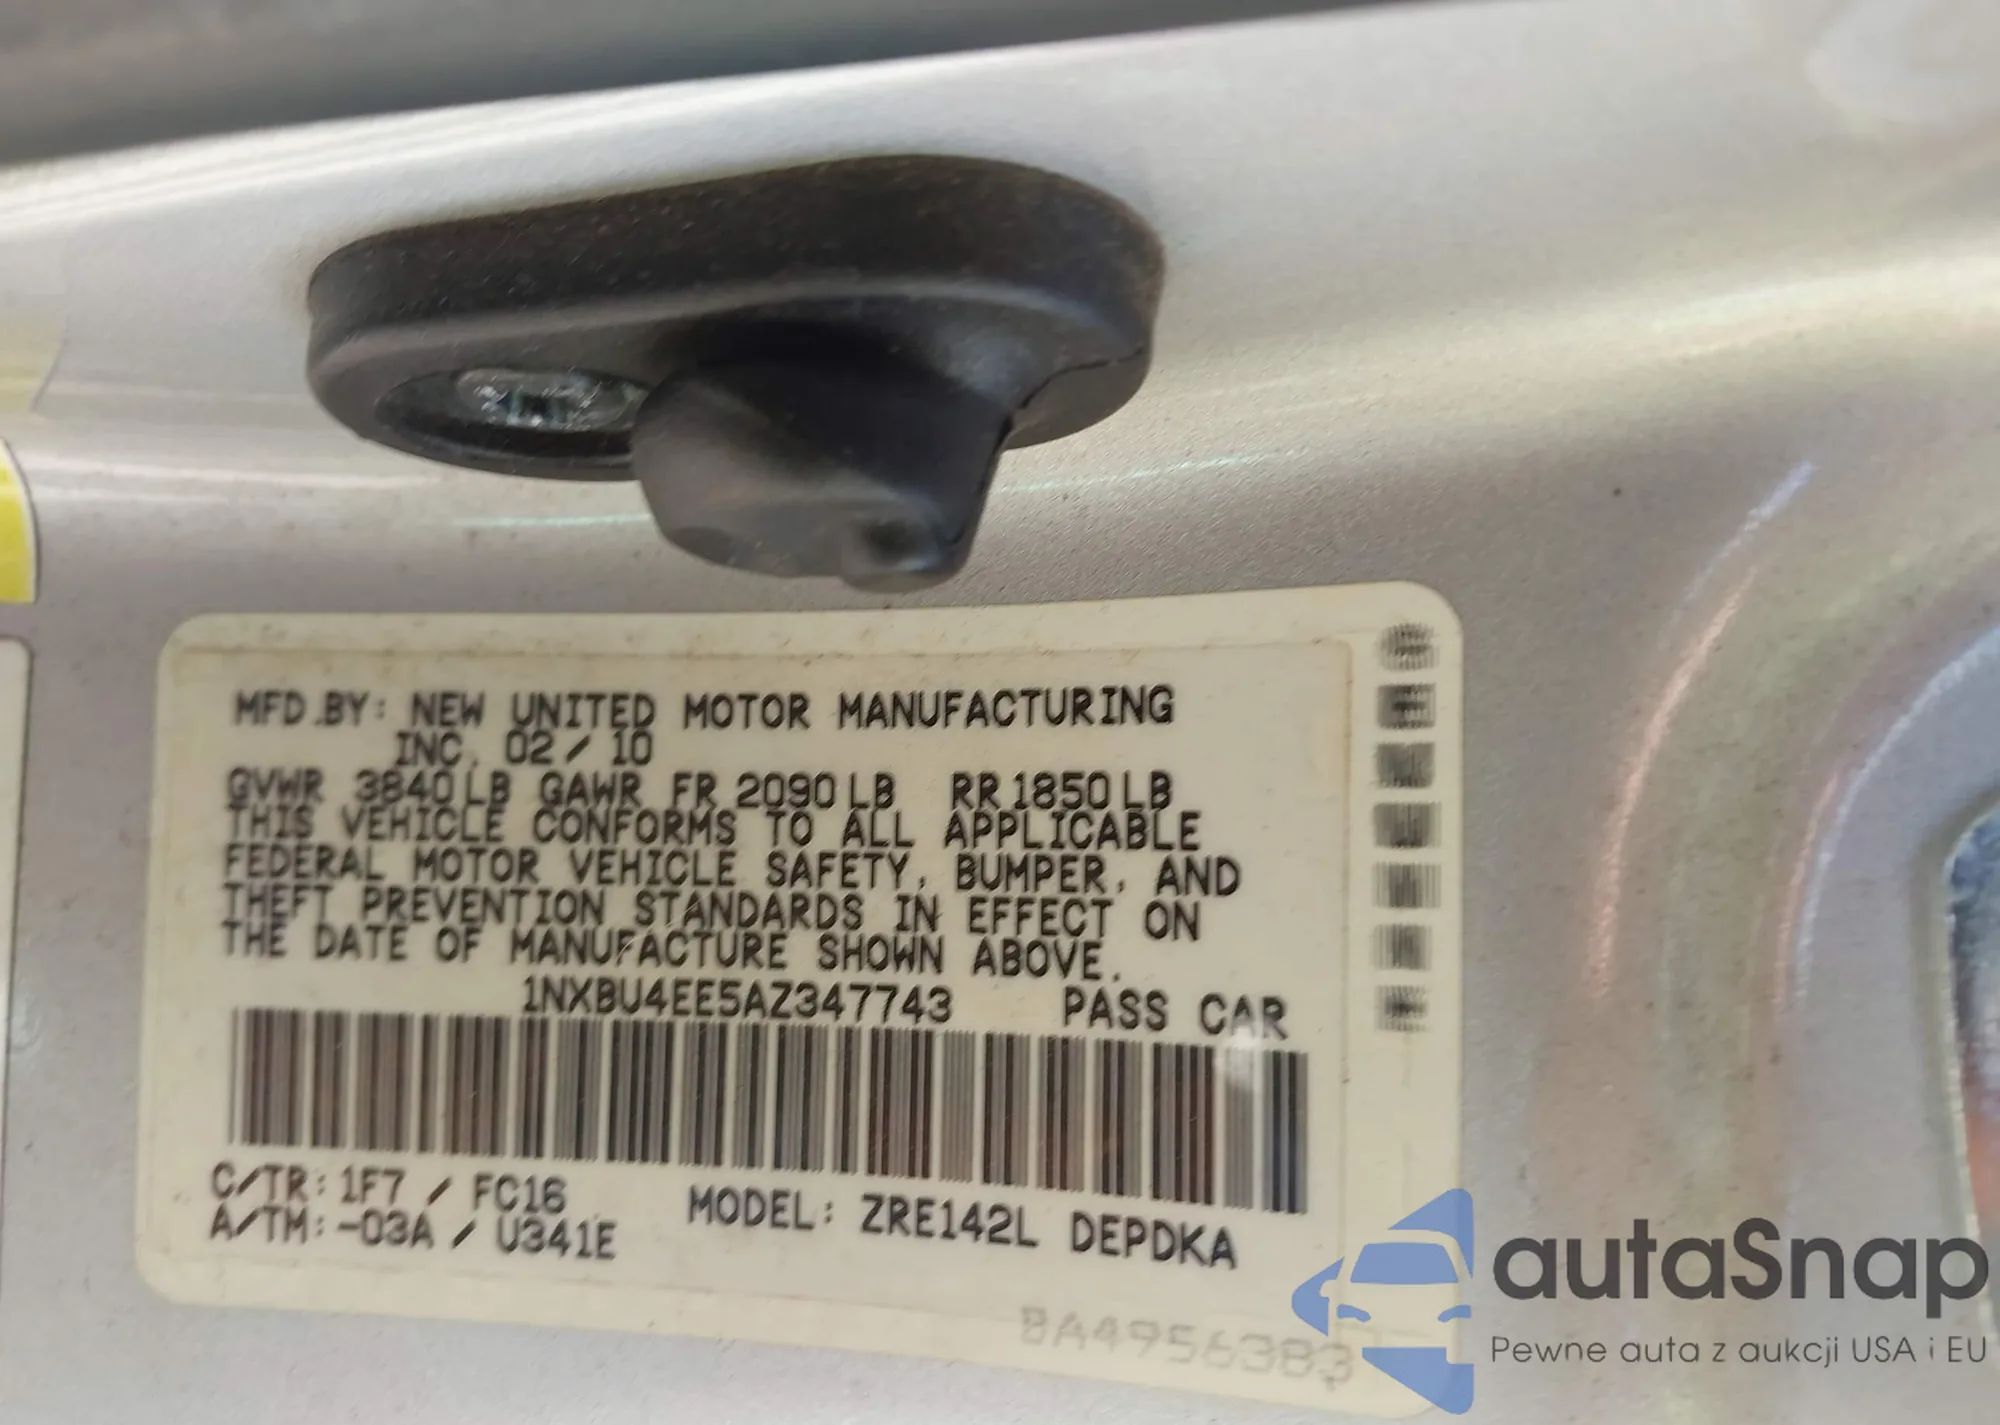 MFD.BY: NEW UNITED MOTOR MANUFACTURING
INC. 02/10
GVWR 3840LB GAWR FR 2090LB RR1850LB
THIS VEHICLE CONFORMS TO ALL APPLICABLE
FEDERAL MOTOR VEHICLE SAFETY, BUMPER, AND
THEFT PREVENTION STANDARDS IN EFFECT ON
THE DATE OF MANUFACTURE SHOWN ABOVE.
1NXBU4EE5AZ347743 PASS CAR
C/TR: 1F7 / FC16 MODEL: ZRE142L DEPDKA
A/TM: -03A / U341E
autaSnap
Pewne auta z aukcji USA i EU